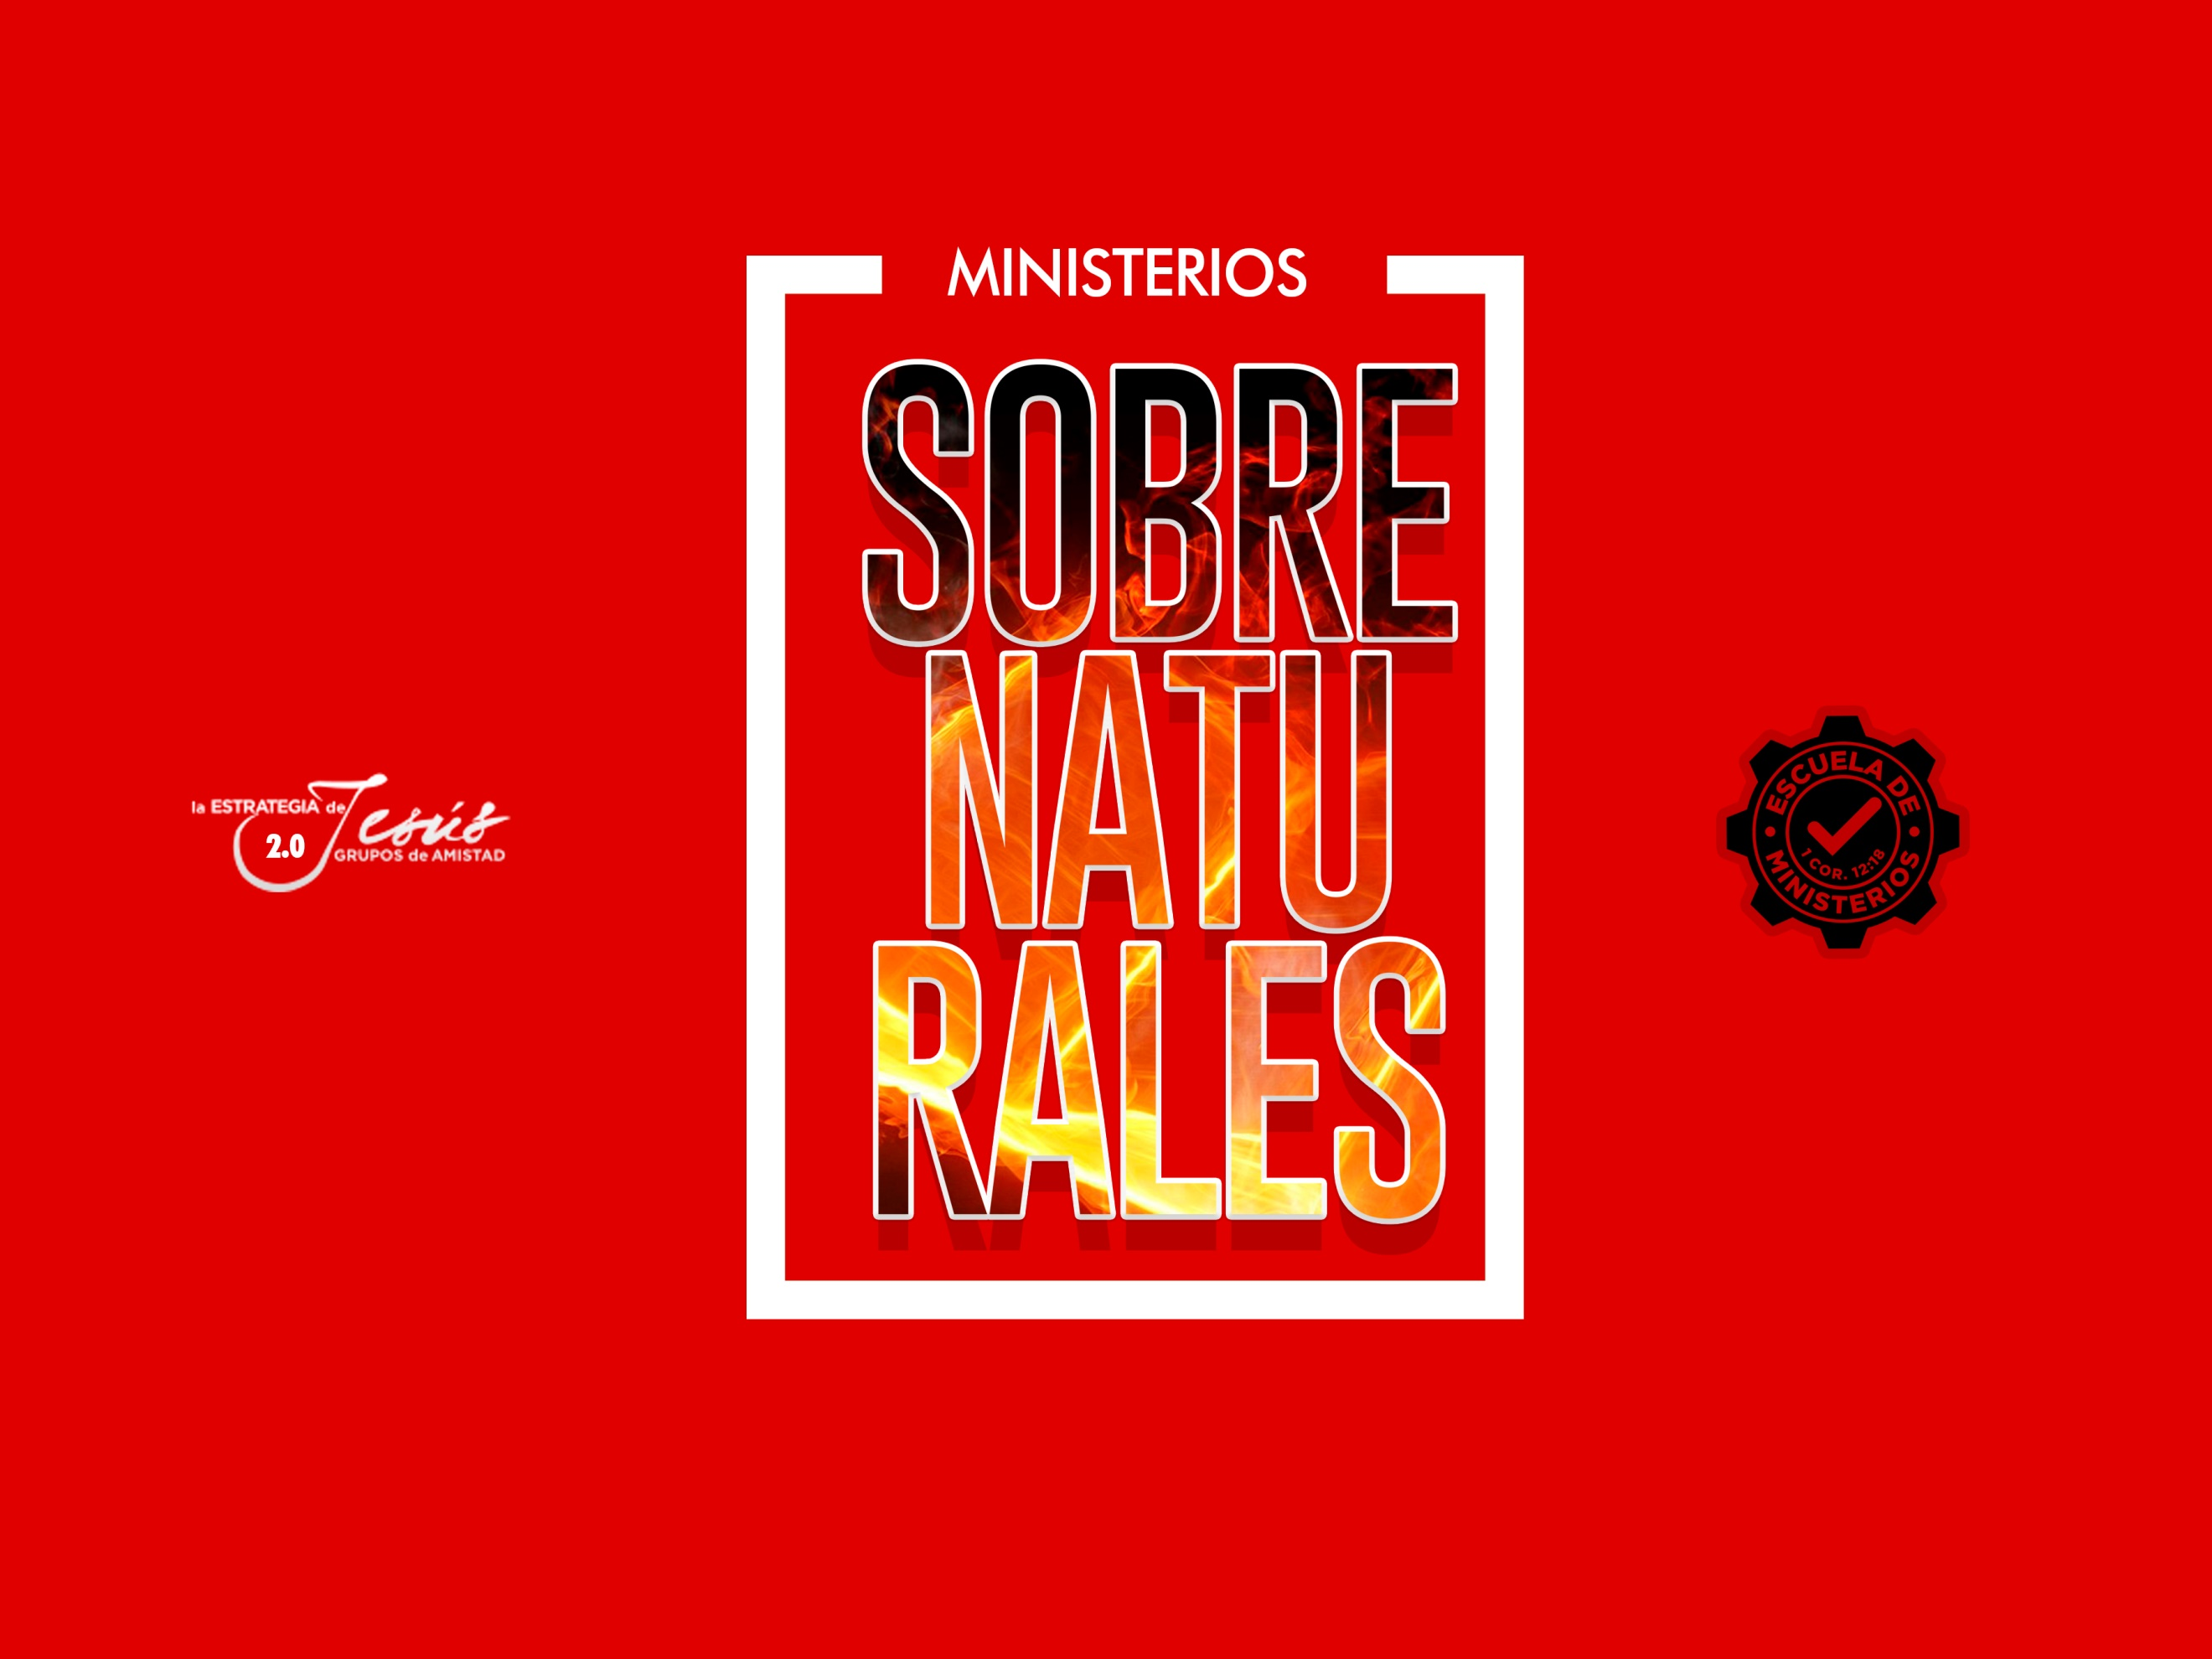 MINISTERIOS
SOBRE
NATU
RALES
la ESTRATEGIA de Jesús
2.0
GRUPOS de AMISTAD
ESCUELA DE
1 COR. 12:18
MINISTERIOS